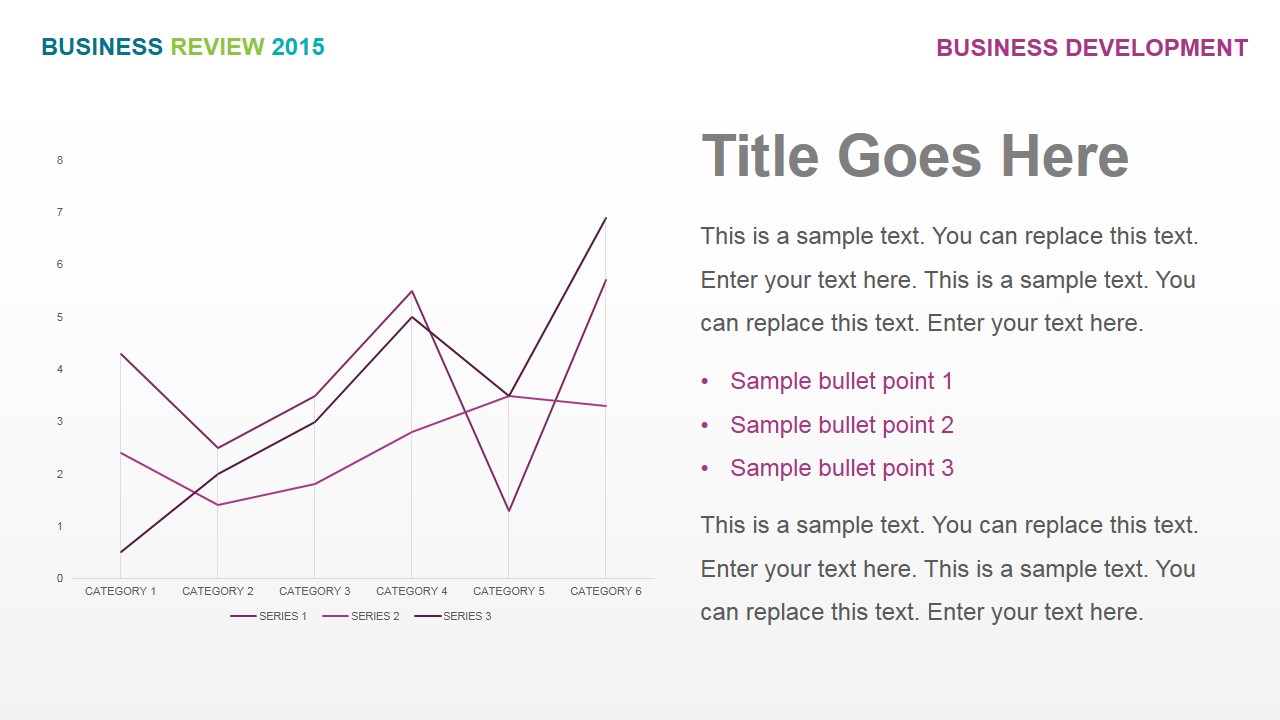 BUSINESS REVIEW 2015
BUSINESS DEVELOPMENT
8
7
6
5
4
3
2
1
0
CATEGORY 1 CATEGORY 2 CATEGORY 3 CATEGORY 4 CATEGORY 5 CATEGORY 6
SERIES 1 SERIES 2 SERIES 3
Title Goes Here
This is a sample text. You can replace this text.
Enter your text here. This is a sample text. You
can replace this text. Enter your text here.
• Sample bullet point 1
• Sample bullet point 2
• Sample bullet point 3
This is a sample text. You can replace this text.
Enter your text here. This is a sample text. You
can replace this text. Enter your text here.